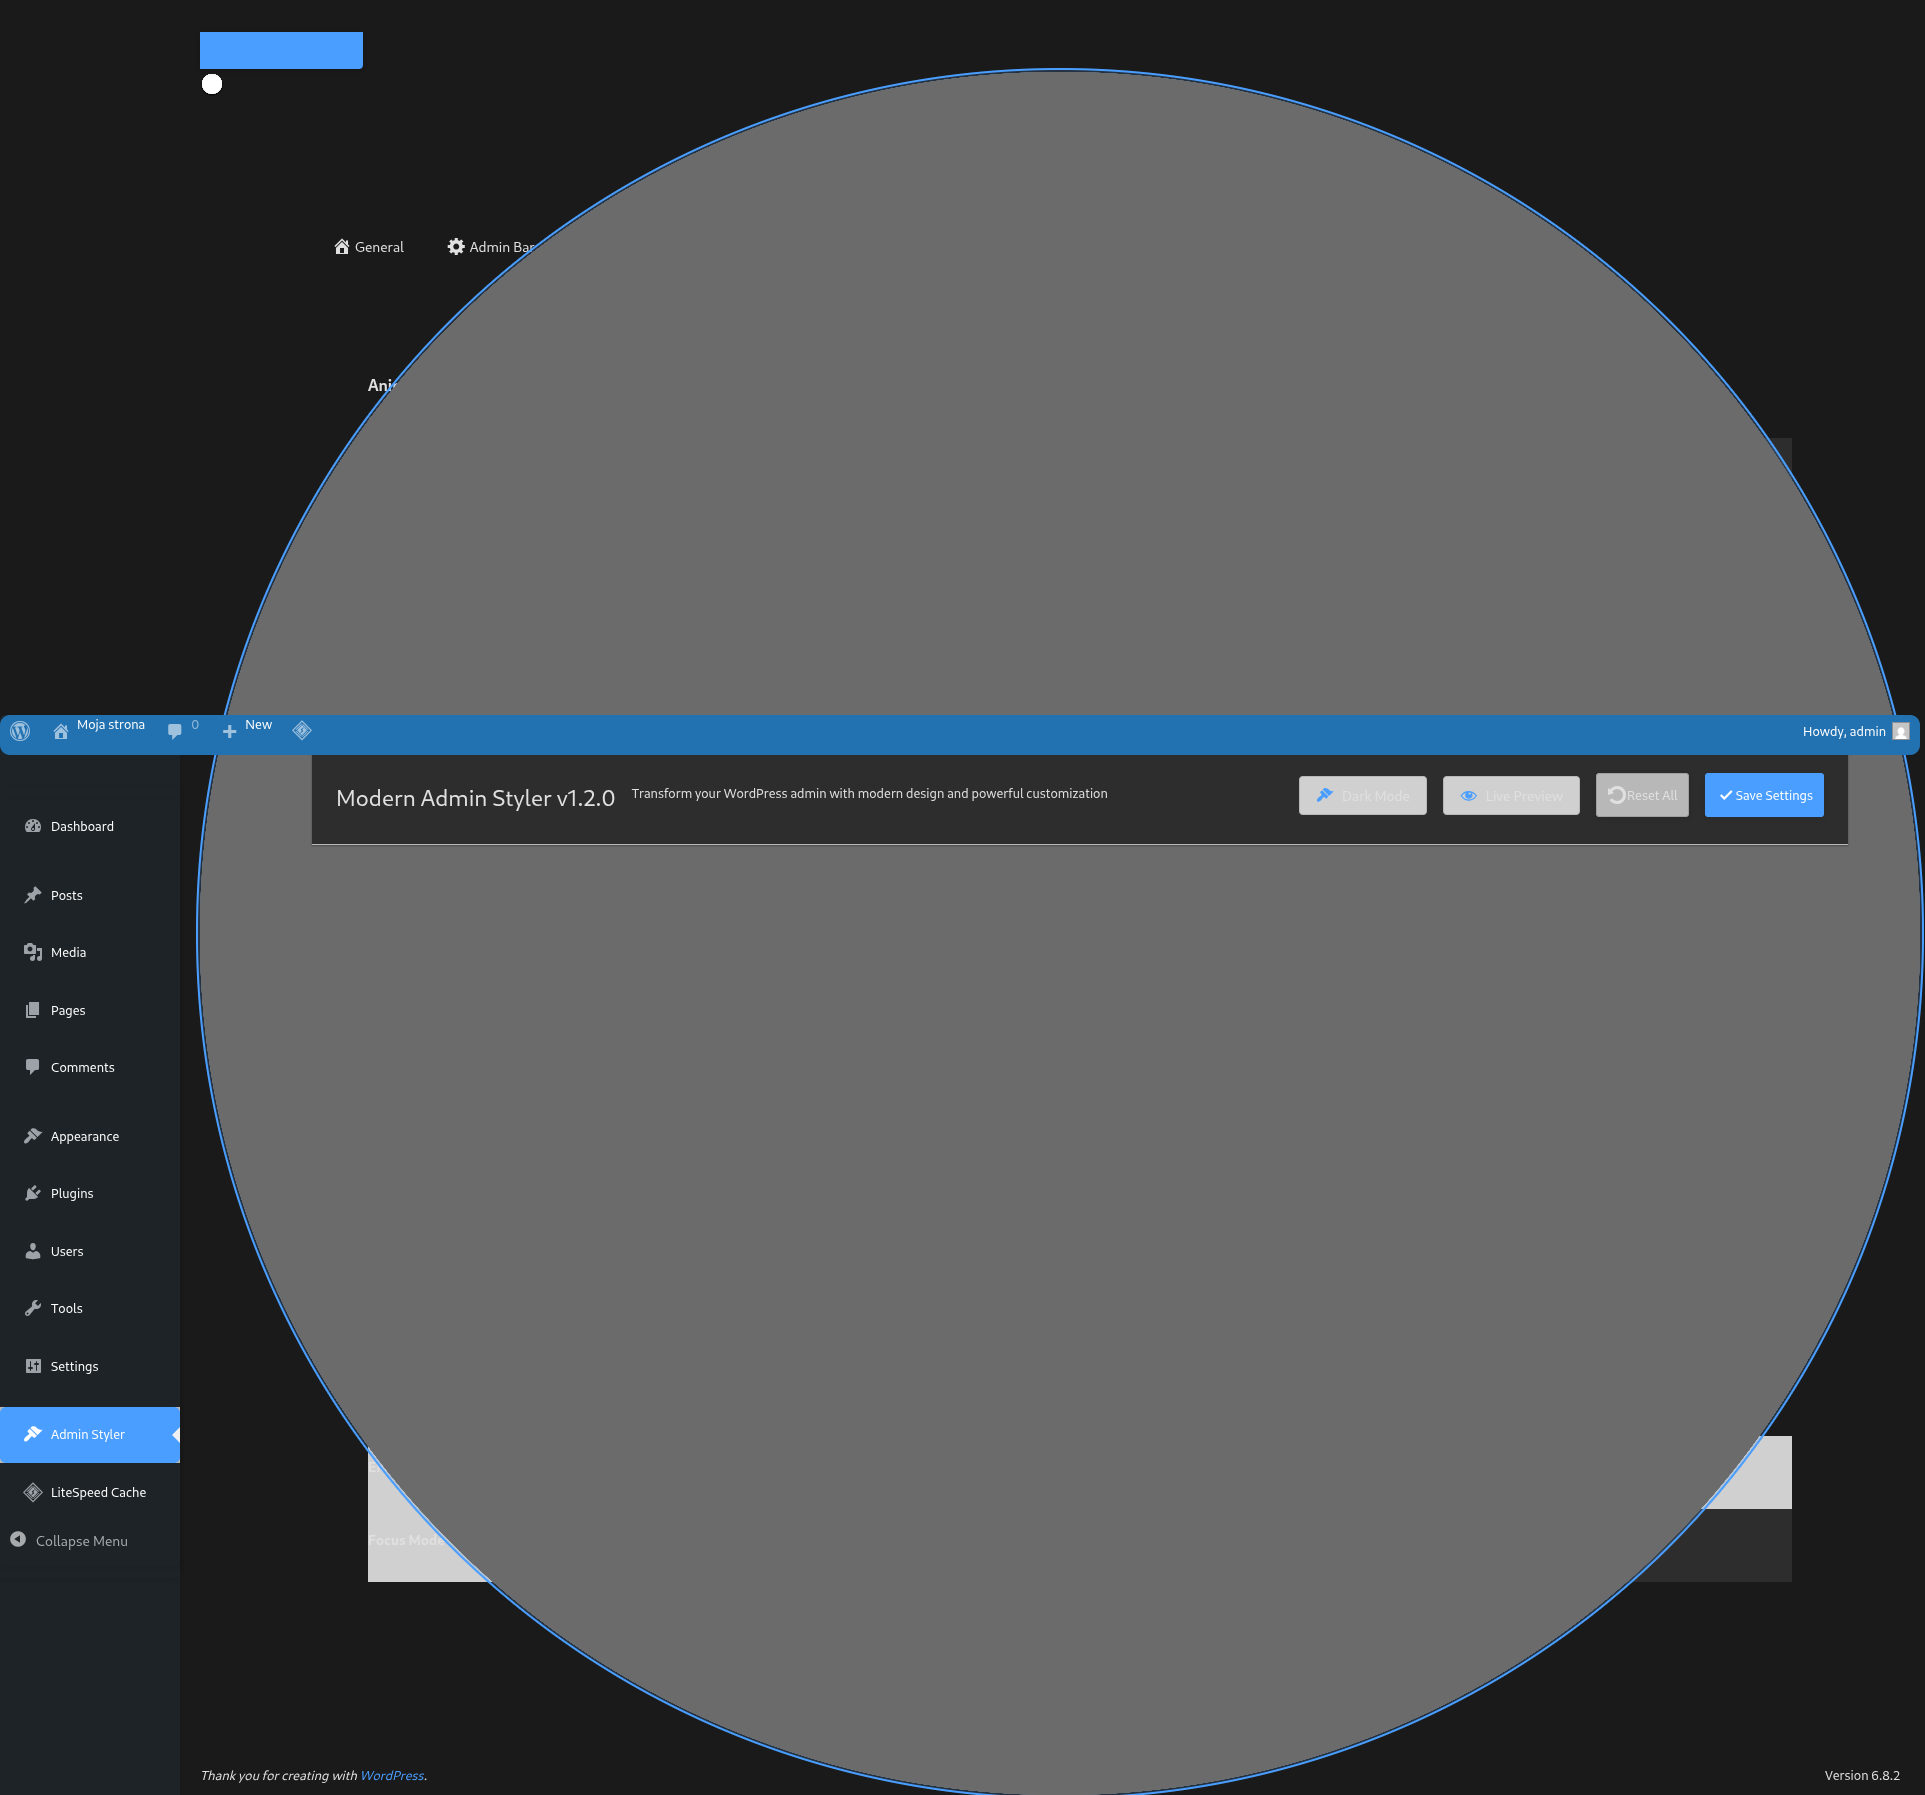 General
Admin Bar
Moja strona
0
New
Howdy, admin
Modern Admin Styler v1.2.0
Transform your WordPress admin with modern design and powerful customization
Dark Mode
Live Preview
Reset All
Save Settings
Dashboard
Posts
Media
Pages
Comments
Appearance
Plugins
Users
Tools
Settings
Admin Styler
LiteSpeed Cache
Collapse Menu
Focus Mode
Thank you for creating with WordPress.
Version 6.8.2